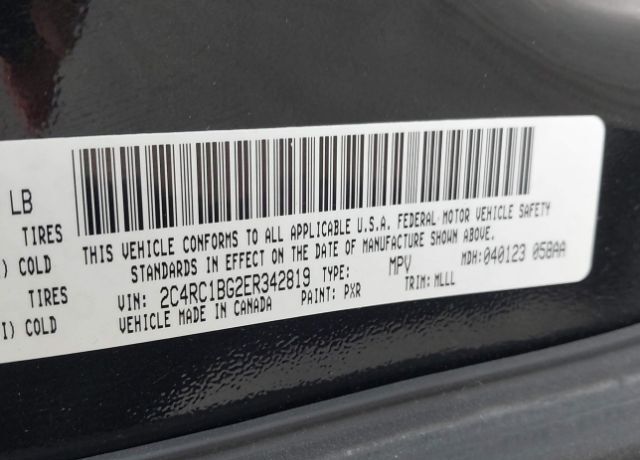 LB
TIRES
) COLD
I) COLD
THIS VEHICLE CONFORMS TO ALL APPLICABLE U.S.A. FEDERAL MOTOR VEHICLE SAFETY
STANDARDS IN EFFECT ON THE DATE OF MANUFACTURE SHOWN ABOVE.
VIN: 2C4RC1BG2ER342819 TYPE: MPV MDH: 040123 058AA
VEHICLE MADE IN CANADA PAINT: PXR TRIM: MLLL